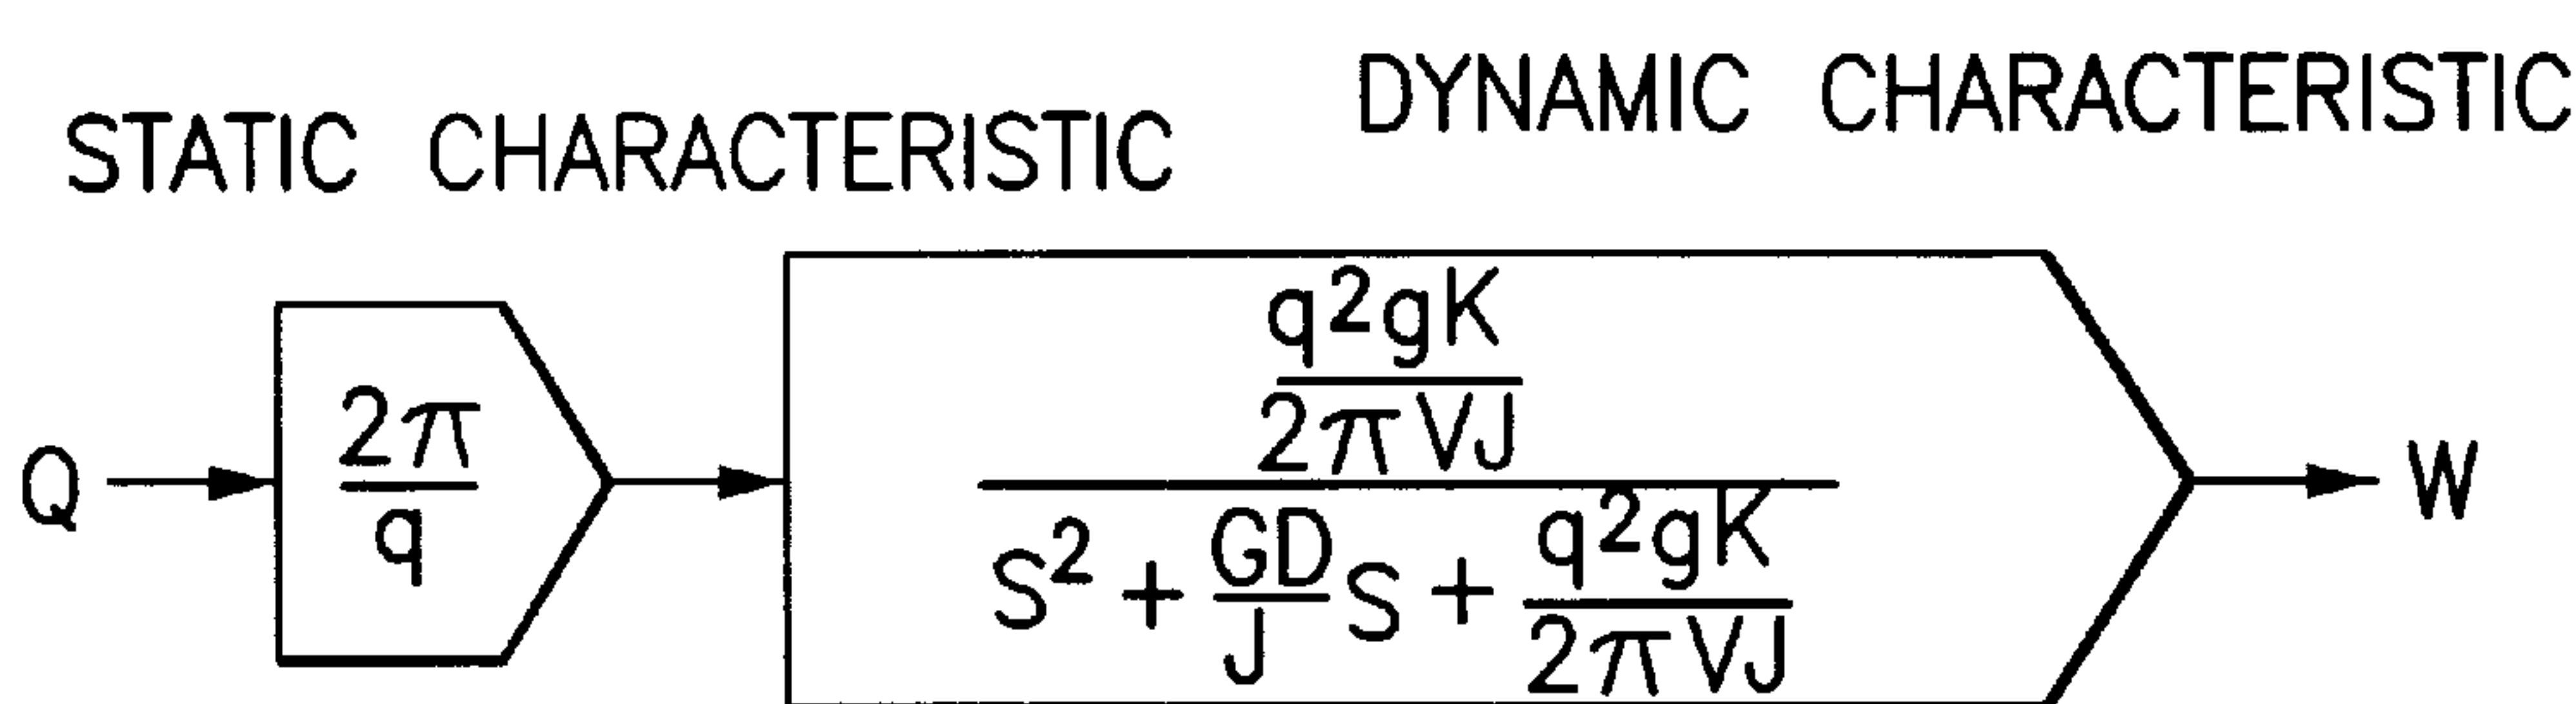 DYNAMIC CHARACTERISTIC
STATIC CHARACTERISTIC
Q
2π
q
q2gK
2πVJ
S² + GD/J S + q2gK/2πVJ
W